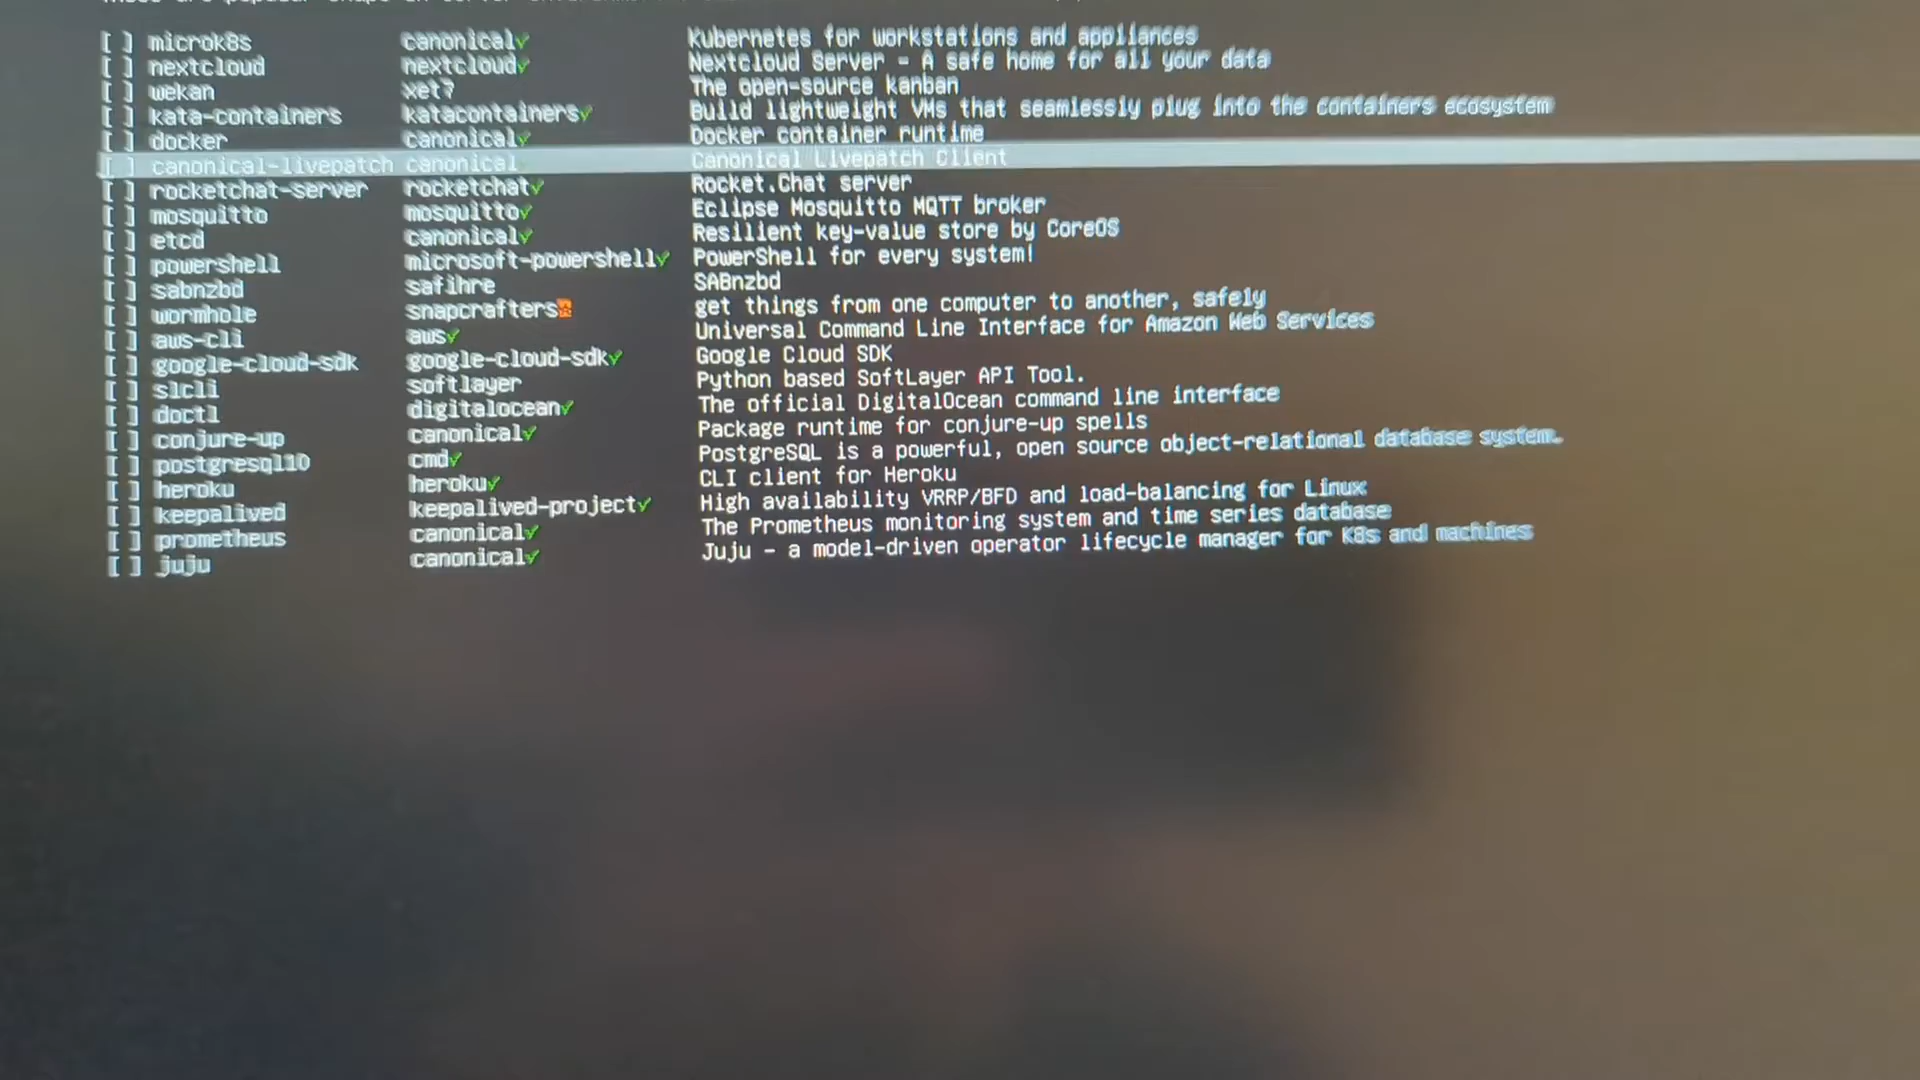 [ ] microk8s canonical✓ Kubernetes for workstations and appliances
[ ] nextcloud nextcloud✓ Nextcloud Server - A safe home for all your data
[ ] wekan xet7 The open-source kanban
[ ] kata-containers katacontainers✓ Build lightweight VMs that seamlessly plug into the containers ecosystem
[ ] docker canonical✓ Docker container runtime
[ ] canonical-livepatch canonical Canonical Livepatch Client
[ ] rocketchat-server rocketchat✓ Rocket.Chat server
[ ] mosquitto mosquitto✓ Eclipse Mosquitto MQTT broker
[ ] etcd canonical✓ Resilient key-value store by CoreOS
[ ] powershell microsoft-powershell✓ PowerShell for every system!
[ ] sabnzbd safihre SABnzbd
[ ] wormhole snapcrafters get things from one computer to another, safely
[ ] aws-cli aws✓ Universal Command Line Interface for Amazon Web Services
[ ] google-cloud-sdk google-cloud-sdk✓ Google Cloud SDK
[ ] slcli softlayer Python based SoftLayer API Tool.
[ ] doctl digitalocean✓ The official DigitalOcean command line interface
[ ] conjure-up canonical✓ Package runtime for conjure-up spells
[ ] postgresql10 cmd✓ PostgreSQL is a powerful, open source object-relational database system.
[ ] heroku heroku✓ CLI client for Heroku
[ ] keepalived keepalived-project✓ High availability VRRP/BFD and load-balancing for Linux
[ ] prometheus canonical✓ The Prometheus monitoring system and time series database
[ ] juju canonical✓ Juju - a model-driven operator lifecycle manager for K8s and machines